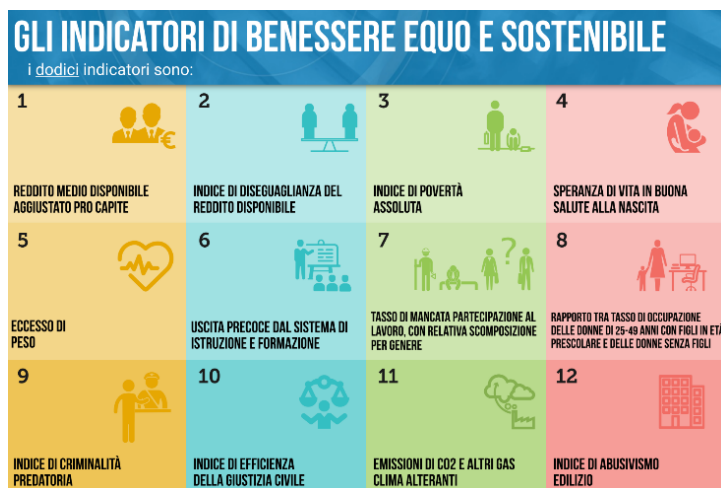 GLI INDICATORI DI BENESSERE EQUO E SOSTENIBILE
i dodici indicatori sono:
1
REDDITO MEDIO DISPONIBILE
AGGIUSTATO PRO CAPITE
2
INDICE DI DISEGUAGLIANZA DEL
REDDITO DISPONIBILE
3
INDICE DI POVERTÀ
ASSOLUTA
4
SPERANZA DI VITA IN BUONA
SALUTE ALLA NASCITA
5
ECCESSO DI
PESO
6
USCITA PRECOCE DAL SISTEMA DI
ISTRUZIONE E FORMAZIONE
7
TASSO DI MANCATA PARTECIPAZIONE AL
LAVORO, CON RELATIVA SCOMPOSIZIONE
PER GENERE
8
RAPPORTO TRA TASSO DI OCCUPAZIONE
DELLE DONNE DI 25-49 ANNI CON FIGLI IN ETÀ
PRESCOLARE E DELLE DONNE SENZA FIGLI
9
INDICE DI CRIMINALITÀ
PREDATORIA
10
INDICE DI EFFICIENZA
DELLA GIUSTIZIA CIVILE
11
EMISSIONI DI CO2 E ALTRI GAS
CLIMA ALTERANTI
12
INDICE DI ABUSIVISMO
EDILIZIO